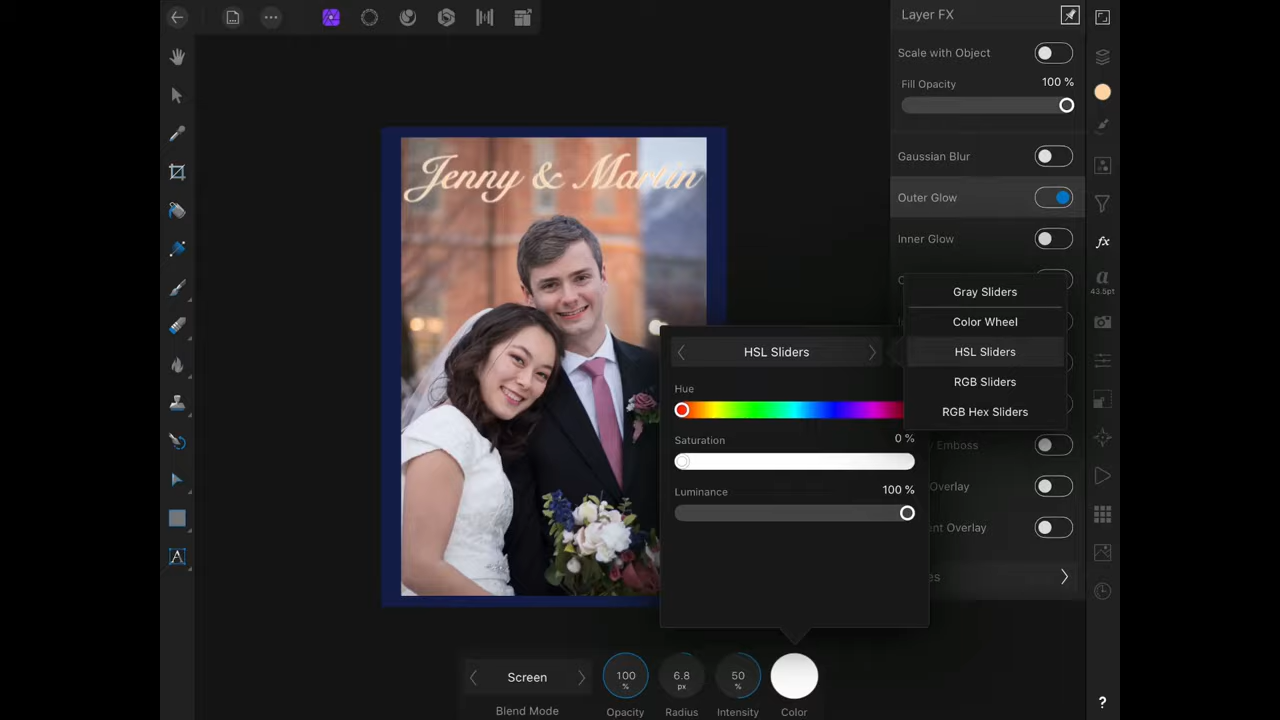 Layer FX
Scale with Object
Fill Opacity
100 %
Gaussian Blur
Jenny & Martin
Outer Glow
Inner Glow
Gray Sliders
43.5pt
Color Wheel
HSL Sliders
HSL Sliders
RGB Sliders
Hue
RGB Hex Sliders
Saturation
0 %
Emboss
Luminance
100 %
Overlay
Overlay
Screen
100
%
6.8
px
50
%
Blend Mode
Opacity
Radius
Intensity
Color
?